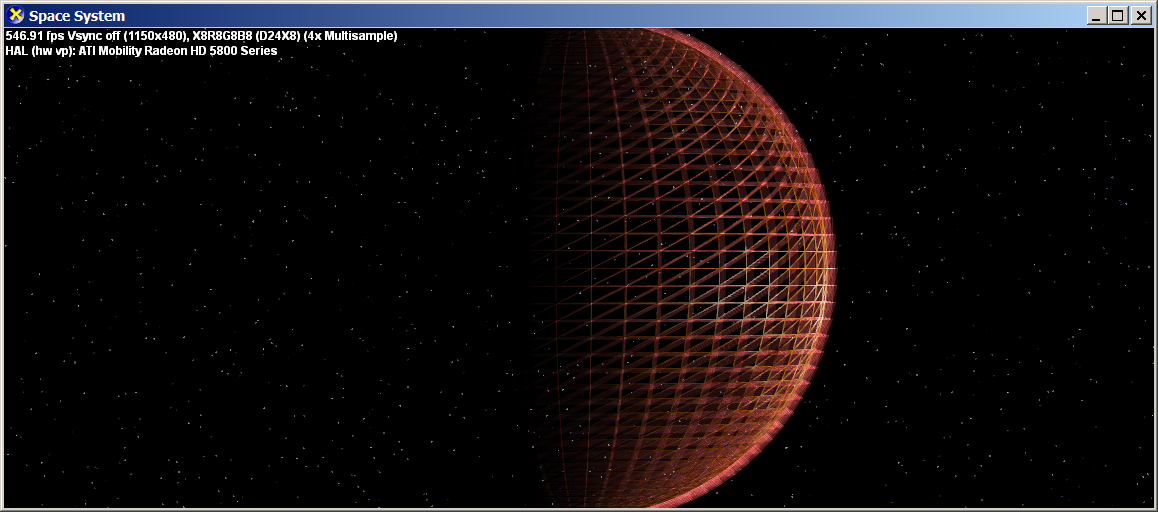 Space System
546.91 fps Vsync off (1150x480), X8R8G8B8 (D24X8) (4x Multisample)
HAL (hw vp): ATI Mobility Radeon HD 5800 Series